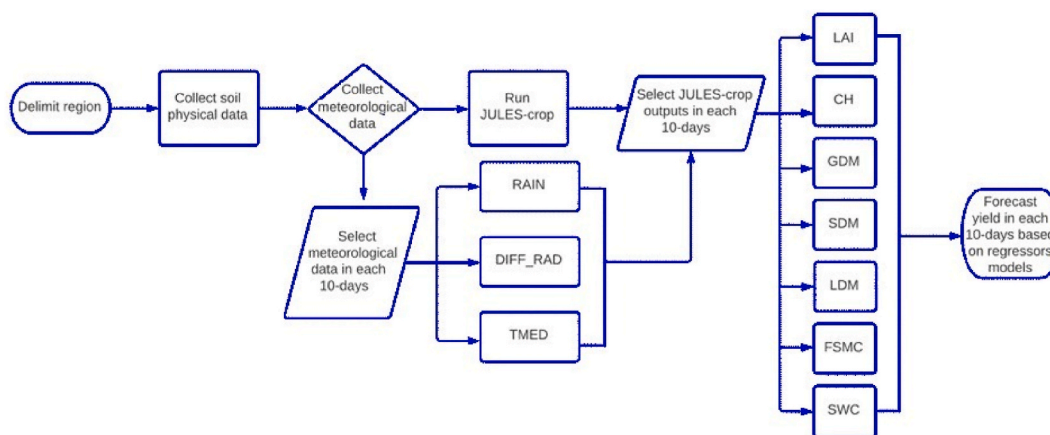 Delimit region
Collect soil
physical data
Collect
meteorological
data
Run
JULES-crop
Select JULES-crop
outputs in each
10-days
Select
meteorological
data in each
10-days
RAIN
DIFF_RAD
TMED
LAI
CH
GDM
SDM
LDM
FSMC
SWC
Forecast
yield in each
10-days based
on regressors
models